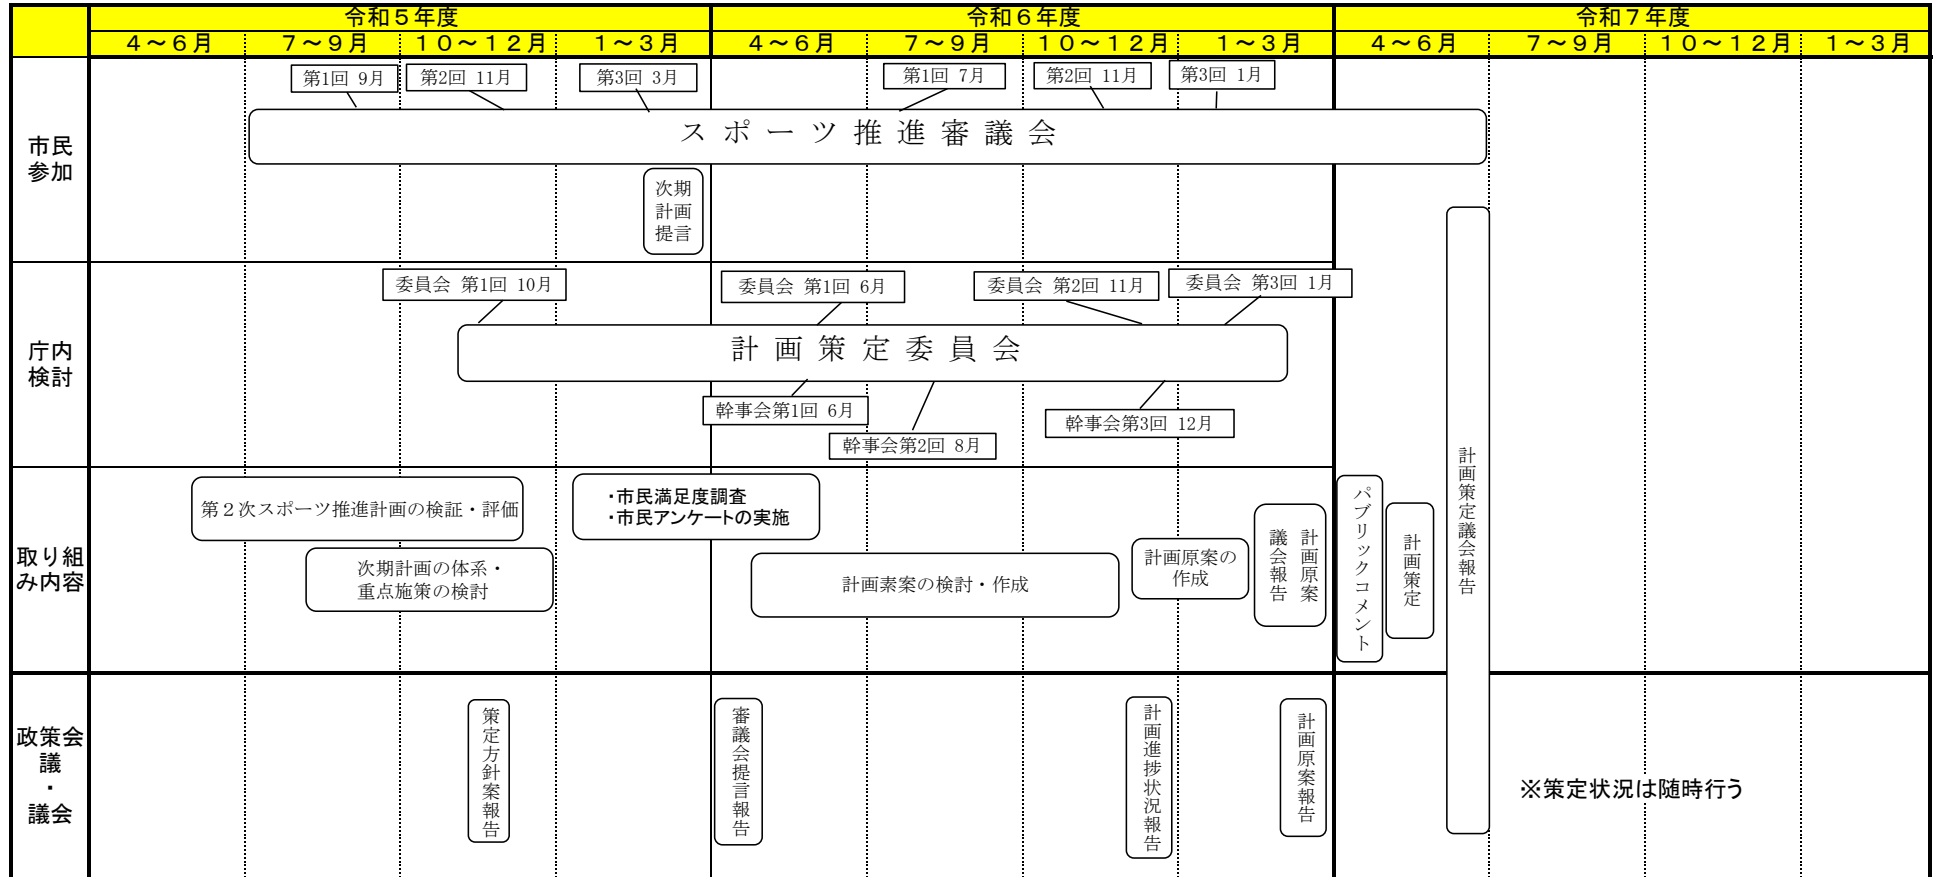 令和５年度
令和６年度
令和７年度
４～６月
７～９月
１０～１２月
１～３月
４～６月
７～９月
１０～１２月
１～３月
４～６月
７～９月
１０～１２月
１～３月
市民
参加
第1回 9月
第2回 11月
第3回 3月
第1回 7月
第2回 11月
第3回 1月
スポーツ推進審議会
次期
計画
提言
庁内
検討
委員会 第1回 10月
委員会 第1回 6月
委員会 第2回 11月
委員会 第3回 1月
計画策定委員会
幹事会第1回 6月
幹事会第2回 8月
幹事会第3回 12月
取り組
み内容
第２次スポーツ推進計画の検証・評価
次期計画の体系・
重点施策の検討
・市民満足度調査
・市民アンケートの実施
計画素案の検討・作成
計画原案の
作成
計画原案
議会報告
パブリックコメント
計画策定
計画策定議会報告
政策会
議
・
議会
策定方針案報告
審議会提言報告
計画進捗状況報告
計画原案報告
※策定状況は随時行う